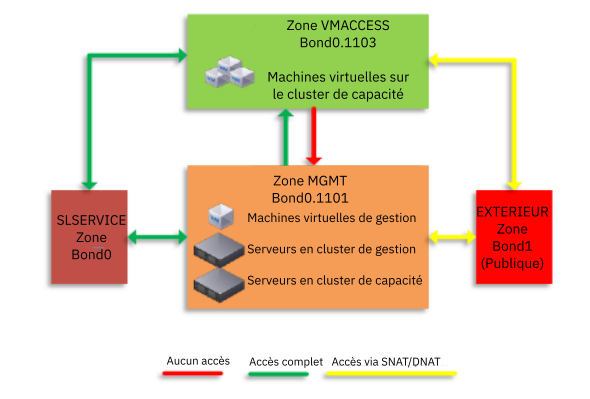 Zone VMACCESS
Bond0.1103
Machines virtuelles sur
le cluster de capacité
Zone MGMT
Bond0.1101
Machines virtuelles de gestion
Serveurs en cluster de gestion
Serveurs en cluster de capacité
SLSERVICE
Zone
Bond0
EXTERIEUR
Zone
Bond1
(Publique)
Aucun accès
Accès complet
Accès via SNAT/DNAT